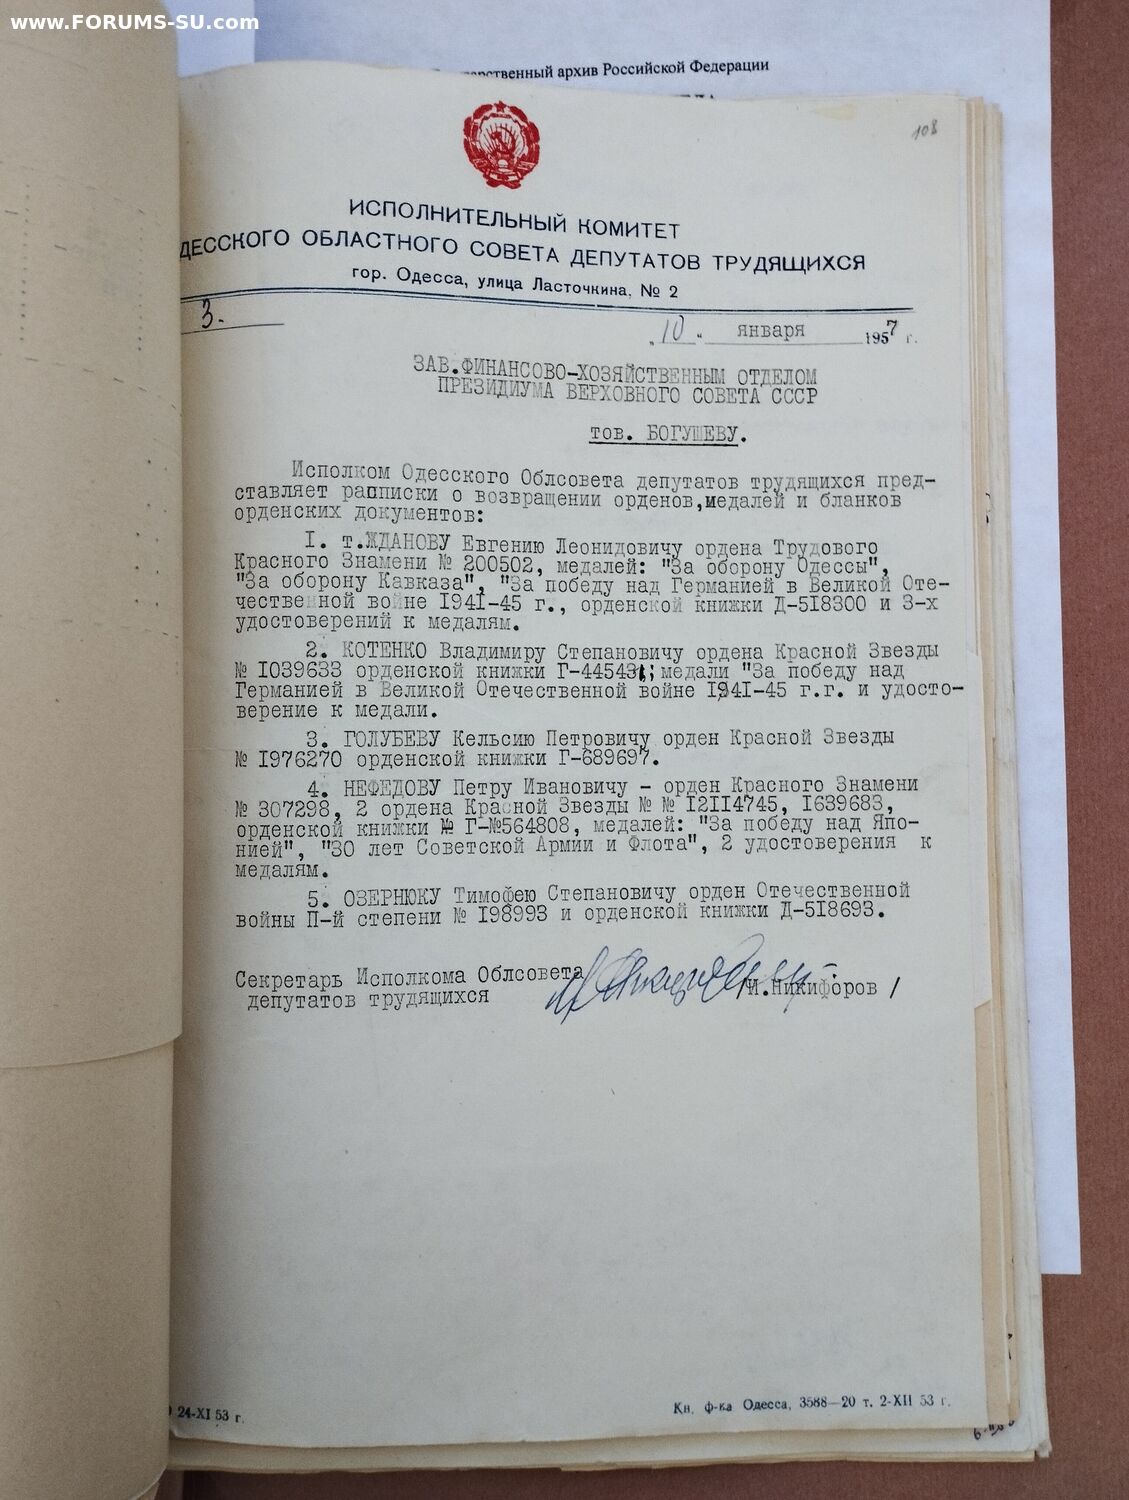 www.FORUMS-SU.com
архив Российской Федерации
108
ИСПОЛНИТЕЛЬНЫЙ КОМИТЕТ
ДЕССКОГО ОБЛАСТНОГО СОВЕТА ДЕПУТАТОВ ТРУДЯЩИХСЯ
гор. Одесса, улица Ласточкина, № 2
3.
„10„ января 1957 г.
ЗАВ.ФИНАНСОВО-ХОЗЯЙСТВЕННЫМ ОТДЕЛОМ
ПРЕЗИДИУМА ВЕРХОВНОГО СОВЕТА СССР
тов. БОГУШЕВУ.
Исполком Одесского Облсовета депутатов трудящихся пред-
ставляет расписки о возвращении орденов,медалей и бланков
орденских документов:
I. т.ЖДАНОВУ Евгению Леонидовичу ордена Трудового
Красного Знамени № 200502, медалей: "За оборону Одессы",
"За оборону Кавказа", "За победу над Германией в Великой Оте-
чественной войне I94I-45 г., орденской книжки Д-5I8300 и 3-х
удостоверений к медалям.
2. КОТЕНКО Владимиру Степановичу ордена Красной Звезды
№ I039633 орденской книжки Г-445431; медали "За победу над
Германией в Великой Отечественной войне I941-45 г.г. и удосто-
верение к медали.
3. ГОЛУБЕВУ Кельсию Петровичу орден Красной Звезды
№ I976270 орденской книжки Г-689697.
4. НЕФЕДОВУ Петру Ивановичу - орден Красного Знамени
№ 307298, 2 ордена Красной Звезды № № I2II4745, I639683,
орденской книжки № Г-№564808, медалей: "За победу над Япо-
нией", "30 лет Советской Армии и Флота", 2 удостоверения к
медалям.
5. ОЗЕРНЮКУ Тимофею Степановичу орден Отечественной
войны П-й степени № I98993 и орденской книжки Д-5I8693.
Секретарь Исполкома Облсовета
депутатов трудящихся /И.Никифоров /
24-XI 53 г.
Кн. ф-ка Одесса, 3588—20 т. 2-XII 53 г.